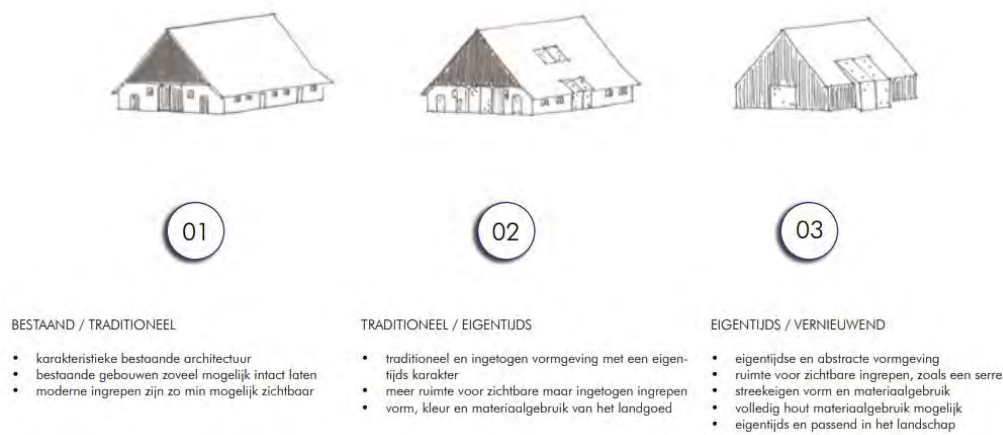 01
02
03
BESTAAND / TRADITIONEEL
• karakteristieke bestaande architectuur
• bestaande gebouwen zoveel mogelijk intact laten
• moderne ingrepen zijn zo min mogelijk zichtbaar
TRADITIONEEL / EIGENTIJDS
• traditioneel en ingetogen vormgeving met een eigen-
tijds karakter
• meer ruimte voor zichtbare maar ingetogen ingrepen
• vorm, kleur en materiaalgebruik van het landgoed
EIGENTIJDS / VERNIEUWEND
• eigentijdse en abstracte vormgeving
• ruimte voor zichtbare ingrepen, zoals een serre
• streekeigen vorm en materiaalgebruik
• volledig hout materiaalgebruik mogelijk
• eigentijds en passend in het landschap